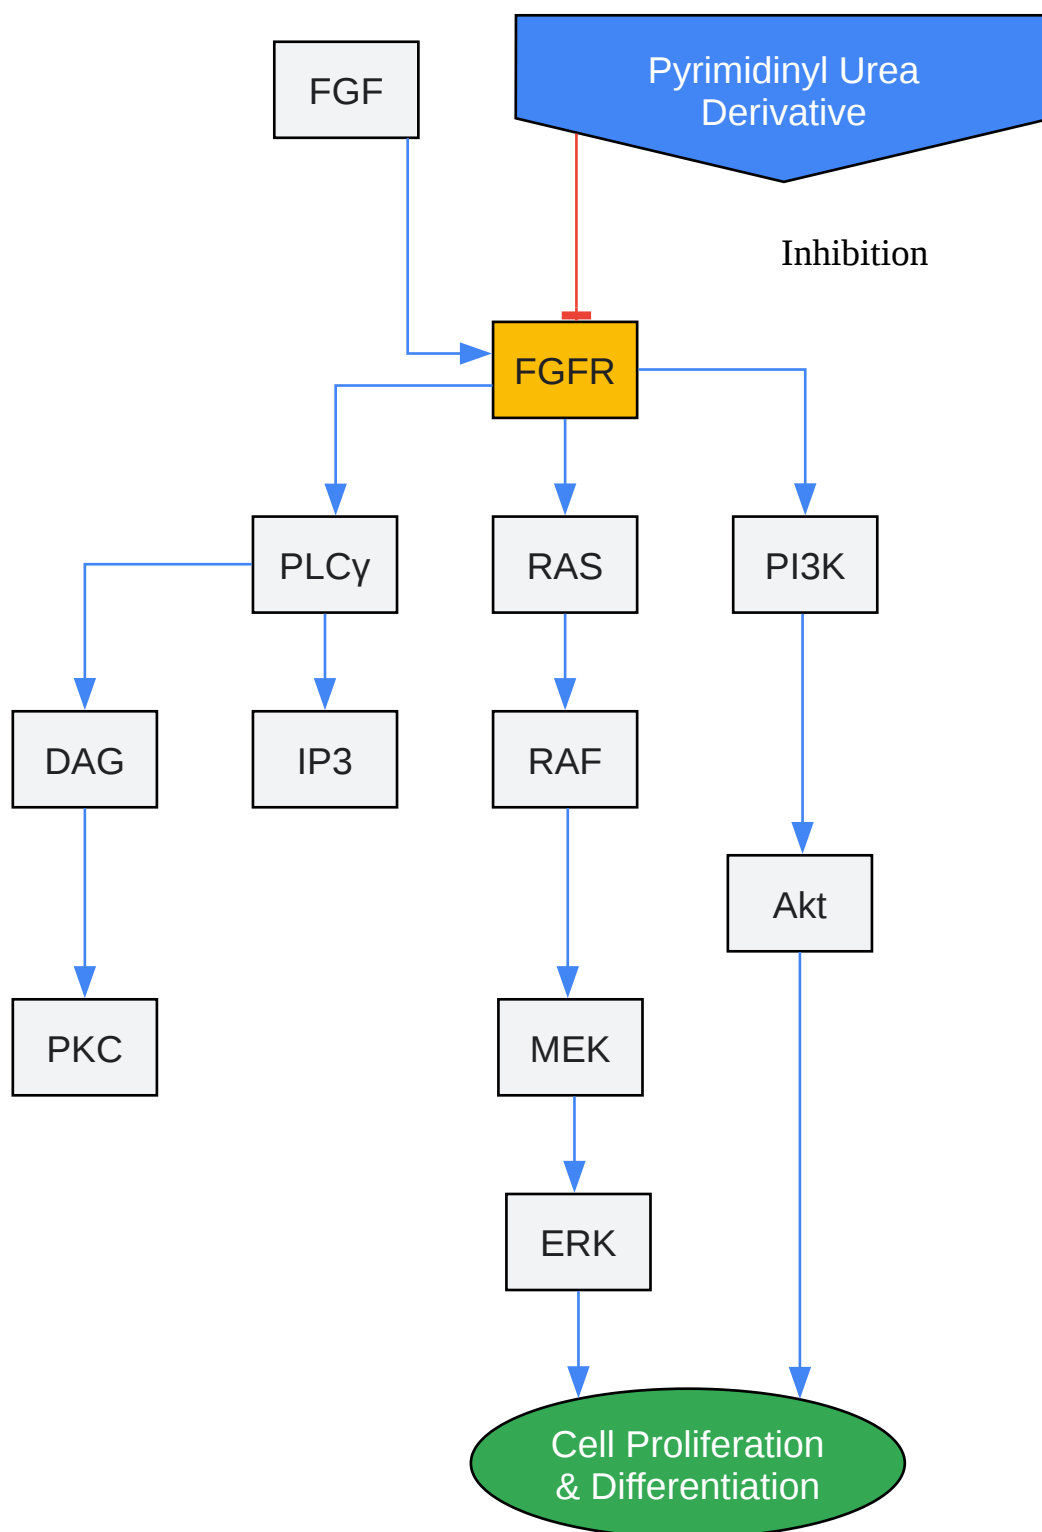 FGF
Pyrimidinyl Urea
Derivative
Inhibition
FGFR
PLCγ
RAS
PI3K
DAG
IP3
RAF
Akt
PKC
MEK
ERK
Cell Proliferation
& Differentiation